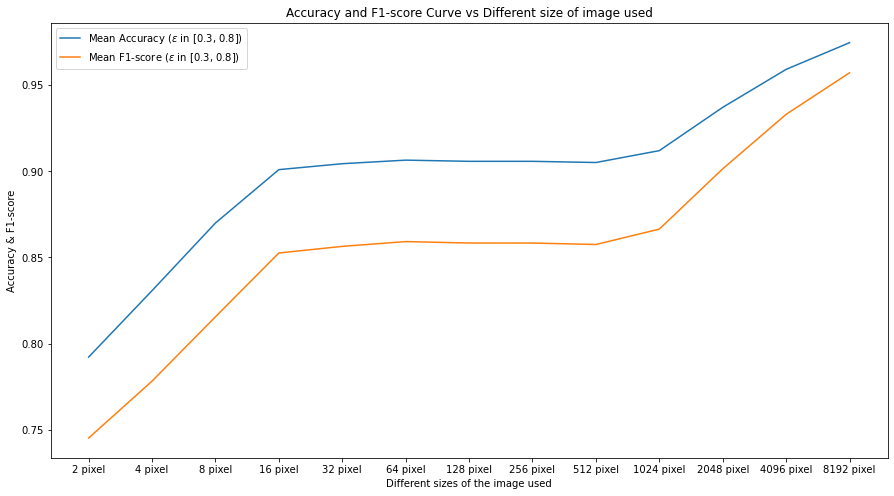 Accuracy and F1-score Curve vs Different size of image used
Mean Accuracy (ε in [0.3, 0.8])
Mean F1-score (ε in [0.3, 0.8])
0.95
0.90
0.85
0.80
0.75
Accuracy & F1-score
2 pixel 4 pixel 8 pixel 16 pixel 32 pixel 64 pixel 128 pixel 256 pixel 512 pixel 1024 pixel 2048 pixel 4096 pixel 8192 pixel
Different sizes of the image used